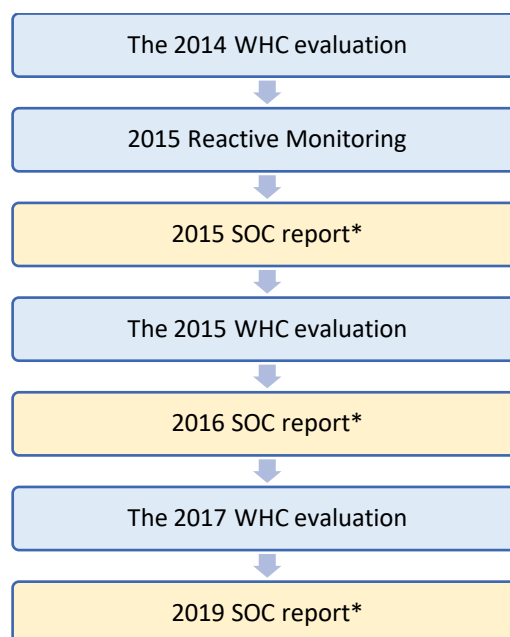 The 2014 WHC evaluation
2015 Reactive Monitoring
2015 SOC report*
The 2015 WHC evaluation
2016 SOC report*
The 2017 WHC evaluation
2019 SOC report*